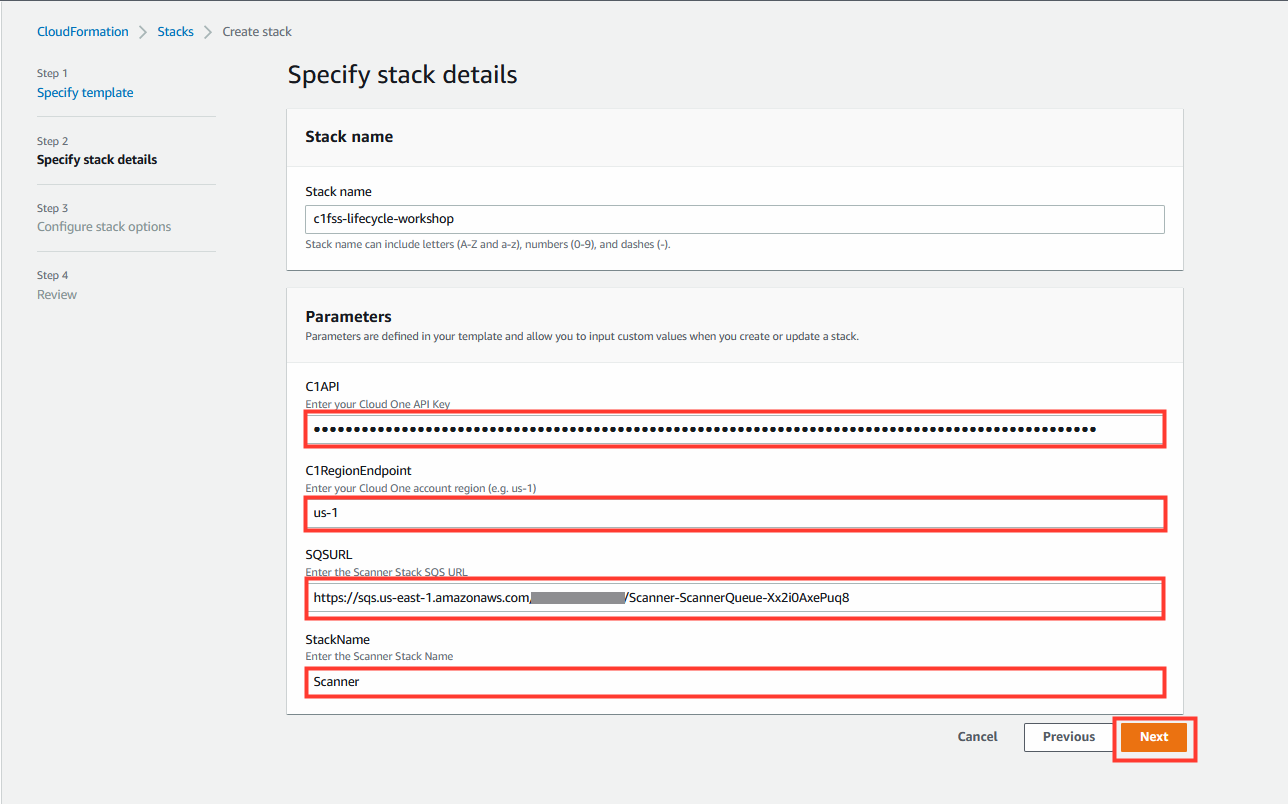 CloudFormation > Stacks > Create stack
Step 1
Specify template
Step 2
Specify stack details
Step 3
Configure stack options
Step 4
Review
Specify stack details
Stack name
Stack name
c1fss-lifecycle-workshop
Stack name can include letters (A-Z and a-z), numbers (0-9), and dashes (-).
Parameters
Parameters are defined in your template and allow you to input custom values when you create or update a stack.
C1API
Enter your Cloud One API Key
C1RegionEndpoint
Enter your Cloud One account region (e.g. us-1)
us-1
SQSURL
Enter the Scanner Stack SQS URL
https://sqs.us-east-1.amazonaws.com/ /Scanner-ScannerQueue-Xx2i0AxePuq8
StackName
Enter the Scanner Stack Name
Scanner
Cancel Previous Next